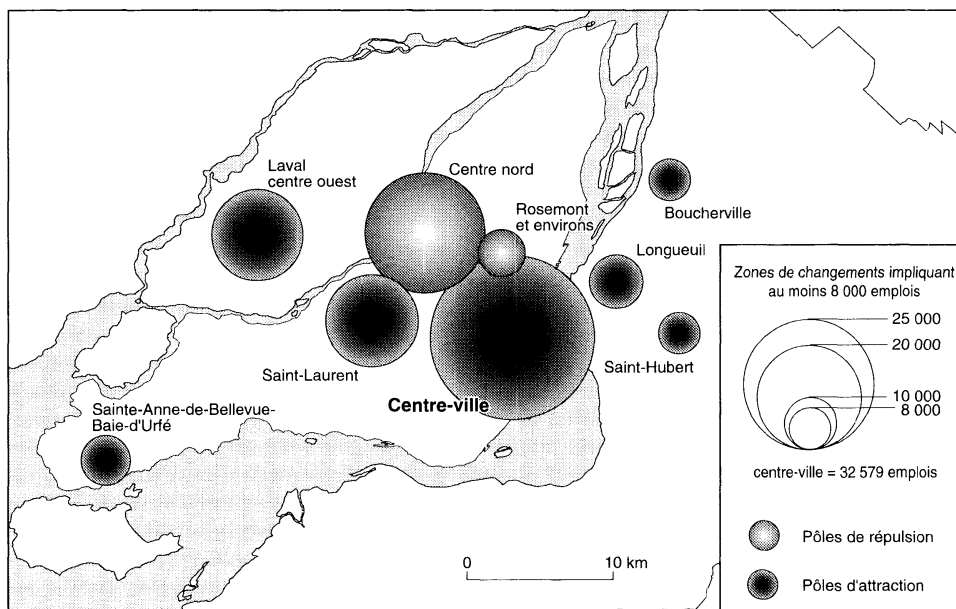 Laval
centre ouest
Centre nord
Rosemont
et environs
Boucherville
Longueuil
Saint-Laurent
Centre-ville
Saint-Hubert
Sainte-Anne-de-Bellevue-
Baie-d'Urfé
0 10 km
Zones de changements impliquant
au moins 8 000 emplois
25 000
20 000
10 000
8 000
centre-ville = 32 579 emplois
Pôles de répulsion
Pôles d'attraction